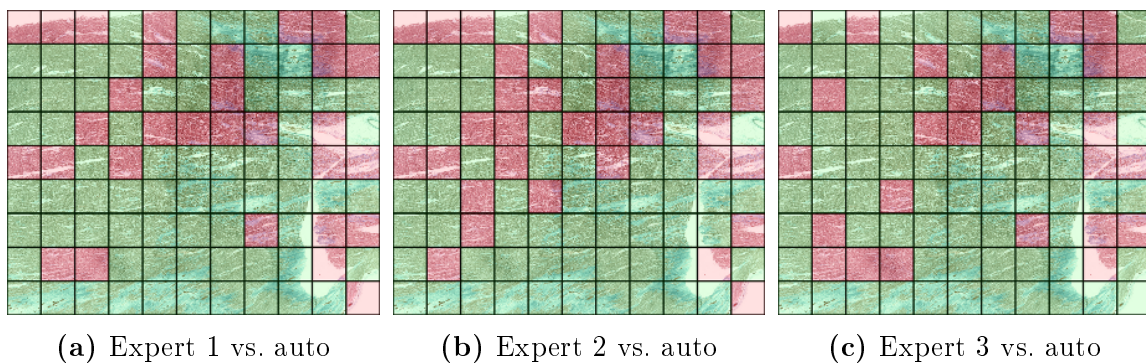 (a) Expert 1 vs. auto
(b) Expert 2 vs. auto
(c) Expert 3 vs. auto